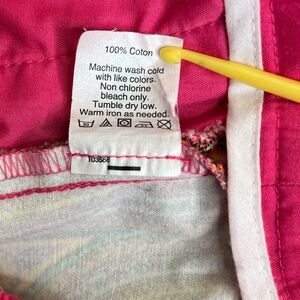 100% Coton
Machine wash cold
with like colors.
Non chlorine
bleach only.
Tumble dry low.
Warm iron as needed.